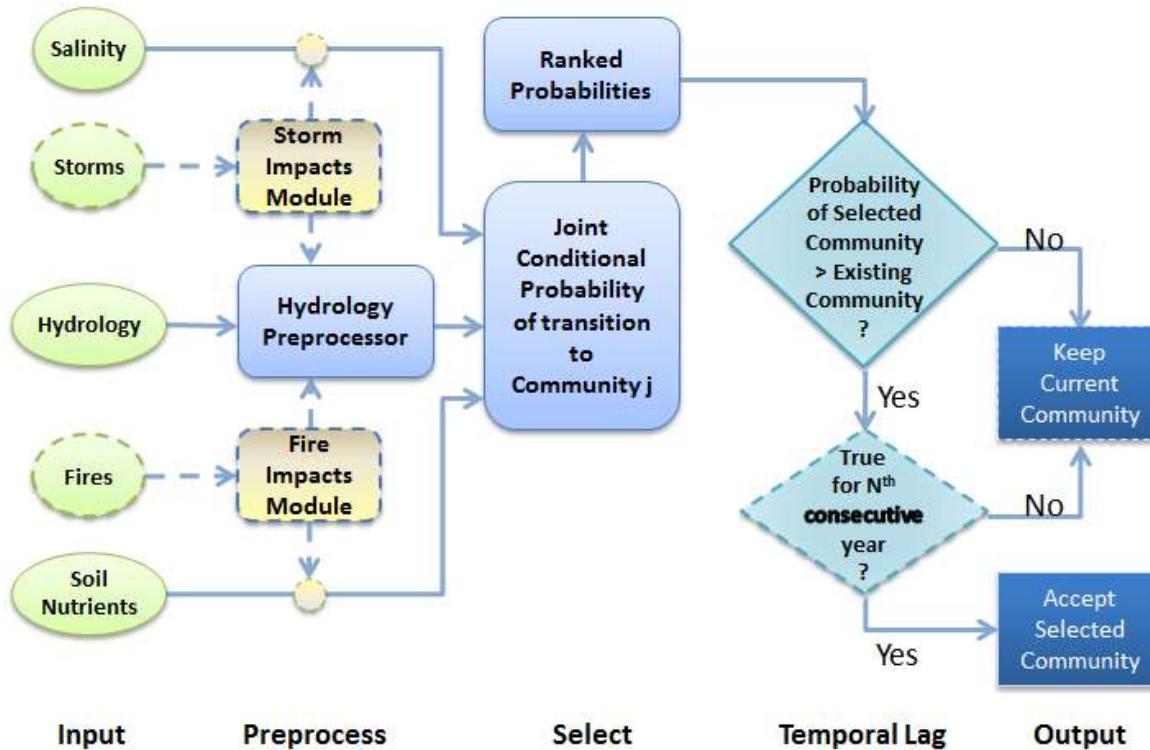 Salinity
Storms
Hydrology
Fires
Soil
Nutrients
Storm
Impacts
Module
Hydrology
Preprocessor
Fire
Impacts
Module
Ranked
Probabilities
Joint
Conditional
Probability
of transition
to
Community j
Probability
of Selected
Community
> Existing
Community
?
No
Yes
True
for Nth
consecutive
year
?
No
Yes
Keep
Current
Community
Accept
Selected
Community
Input
Preprocess
Select
Temporal Lag
Output